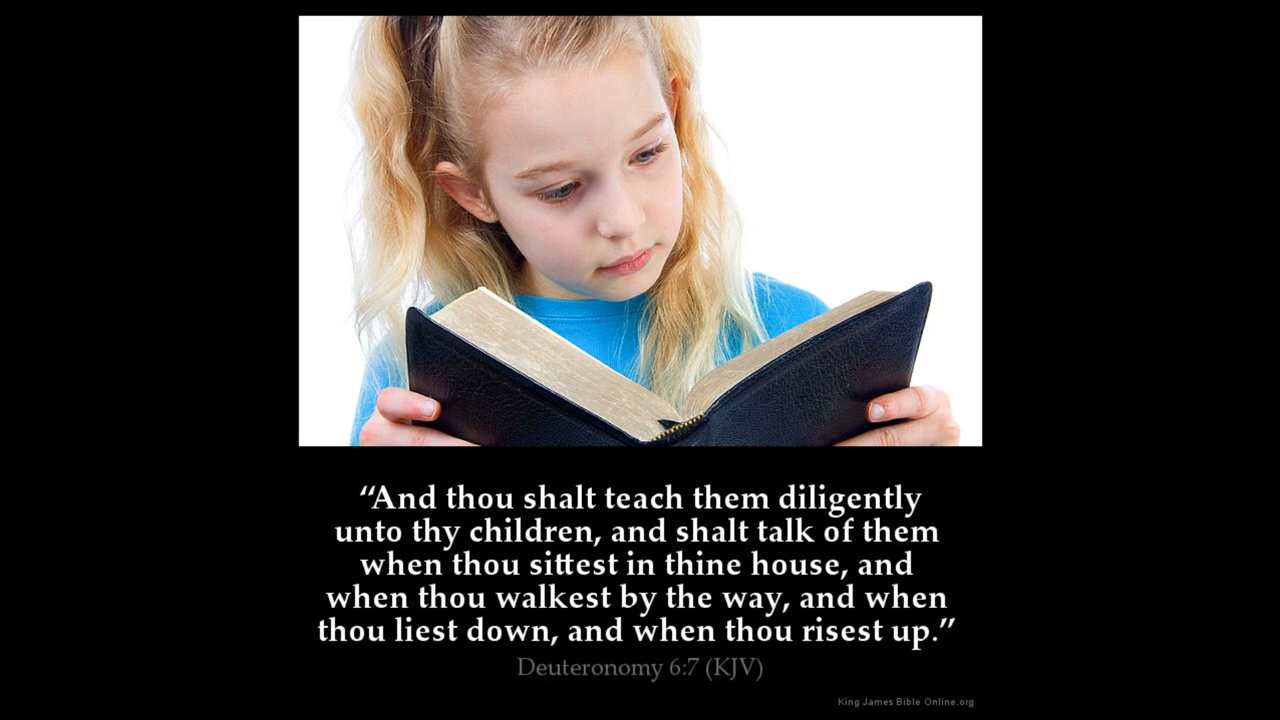 “And thou shalt teach them diligently
unto thy children, and shalt talk of them
when thou sittest in thine house, and
when thou walkest by the way, and when
thou liest down, and when thou risest up.”
Deuteronomy 6:7 (KJV)
King James Bible Online.org